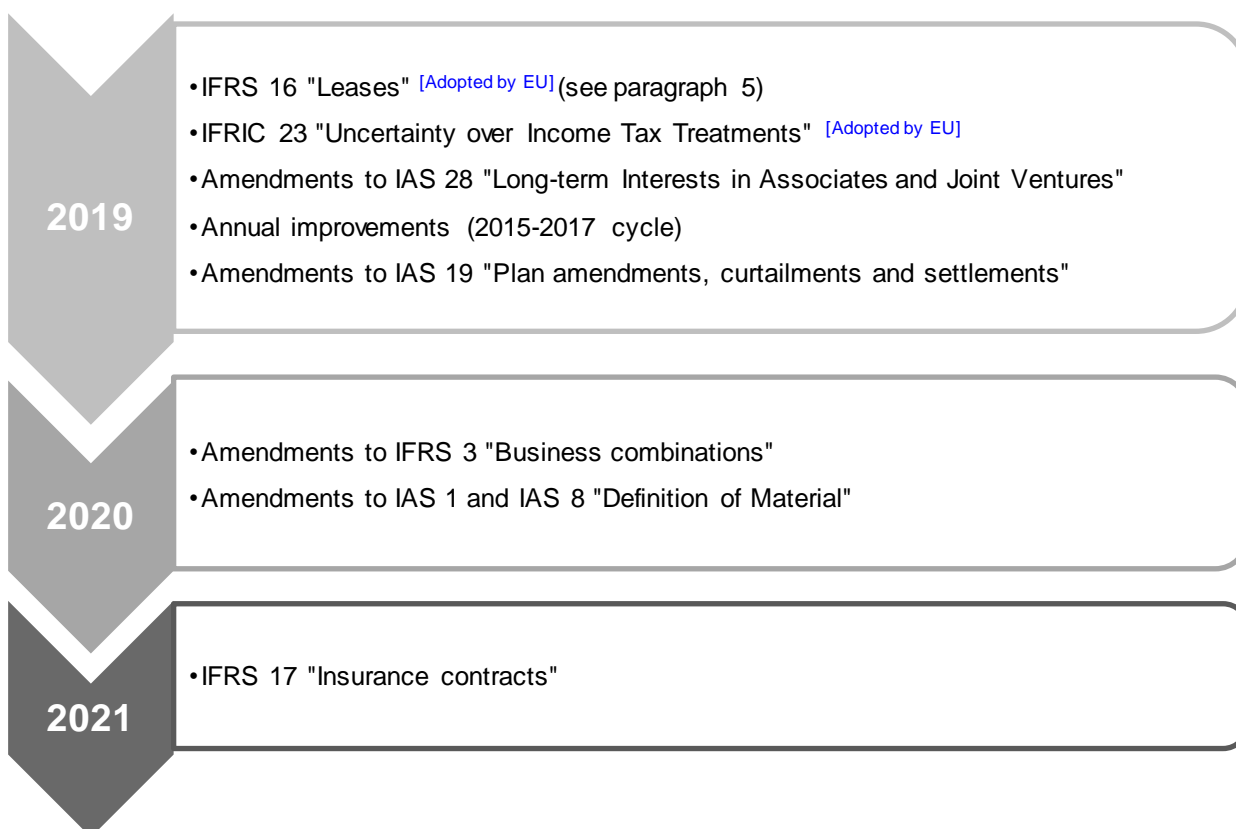 2019
•IFRS 16 "Leases" [Adopted by EU] (see paragraph 5)
•IFRIC 23 "Uncertainty over Income Tax Treatments" [Adopted by EU]
•Amendments to IAS 28 "Long-term Interests in Associates and Joint Ventures"
•Annual improvements (2015-2017 cycle)
•Amendments to IAS 19 "Plan amendments, curtailments and settlements"
2020
•Amendments to IFRS 3 "Business combinations"
•Amendments to IAS 1 and IAS 8 "Definition of Material"
2021
•IFRS 17 "Insurance contracts"